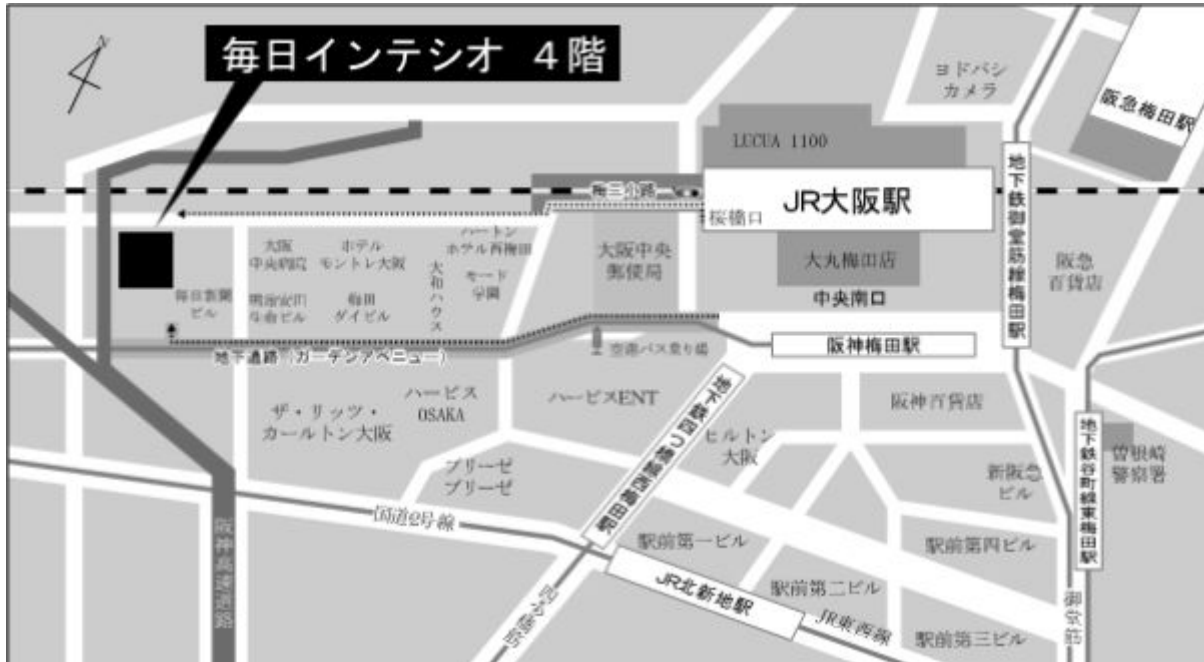 N
毎日インテシオ 4階
ヨドバシ
カメラ
阪急梅田駅
LUCUA 1100
梅三小路
JR大阪駅
桜橋口
地下鉄御堂筋線梅田駅
大阪
中央病院
ホテル
モントレ大阪
ハートン
ホテル西梅田
大阪中央
郵便局
大丸梅田店
阪急
百貨店
毎日新聞
ビル
明治安田
生命ビル
梅田
ダイビル
大和ハウス
モード
学園
中央南口
地下通路 (ガーデンアベニュー)
空港バス乗り場
阪神梅田駅
ハービス
OSAKA
ハービスENT
地下鉄四つ橋線西梅田駅
阪神百貨店
ザ・リッツ・
カールトン大阪
ヒルトン
大阪
地下鉄谷町線東梅田駅
曽根崎
警察署
ブリーゼ
ブリーゼ
新阪急
ビル
国道2号線
阪神高速道路
駅前第一ビル
駅前第四ビル
JR北新地駅
駅前第二ビル
四つ橋筋
JR東西線
駅前第三ビル
御堂筋